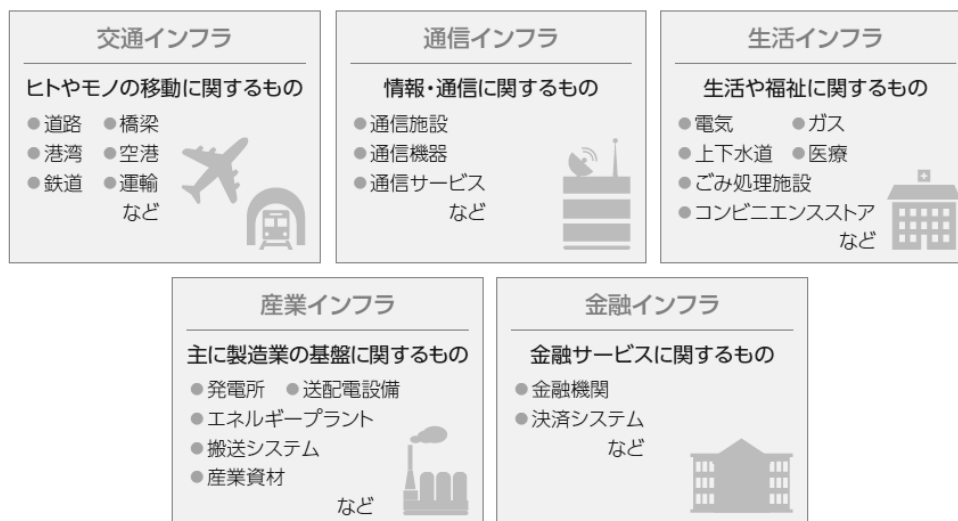 交通インフラ
ヒトやモノの移動に関するもの
●道路 ●橋梁
●港湾 ●空港
●鉄道 ●運輸
など
通信インフラ
情報・通信に関するもの
●通信施設
●通信機器
●通信サービス
など
生活インフラ
生活や福祉に関するもの
●電気 ●ガス
●上下水道 ●医療
●ごみ処理施設
●コンビニエンスストア
など
産業インフラ
主に製造業の基盤に関するもの
●発電所 ●送配電設備
●エネルギープラント
●搬送システム
●産業資材
など
金融インフラ
金融サービスに関するもの
●金融機関
●決済システム
など